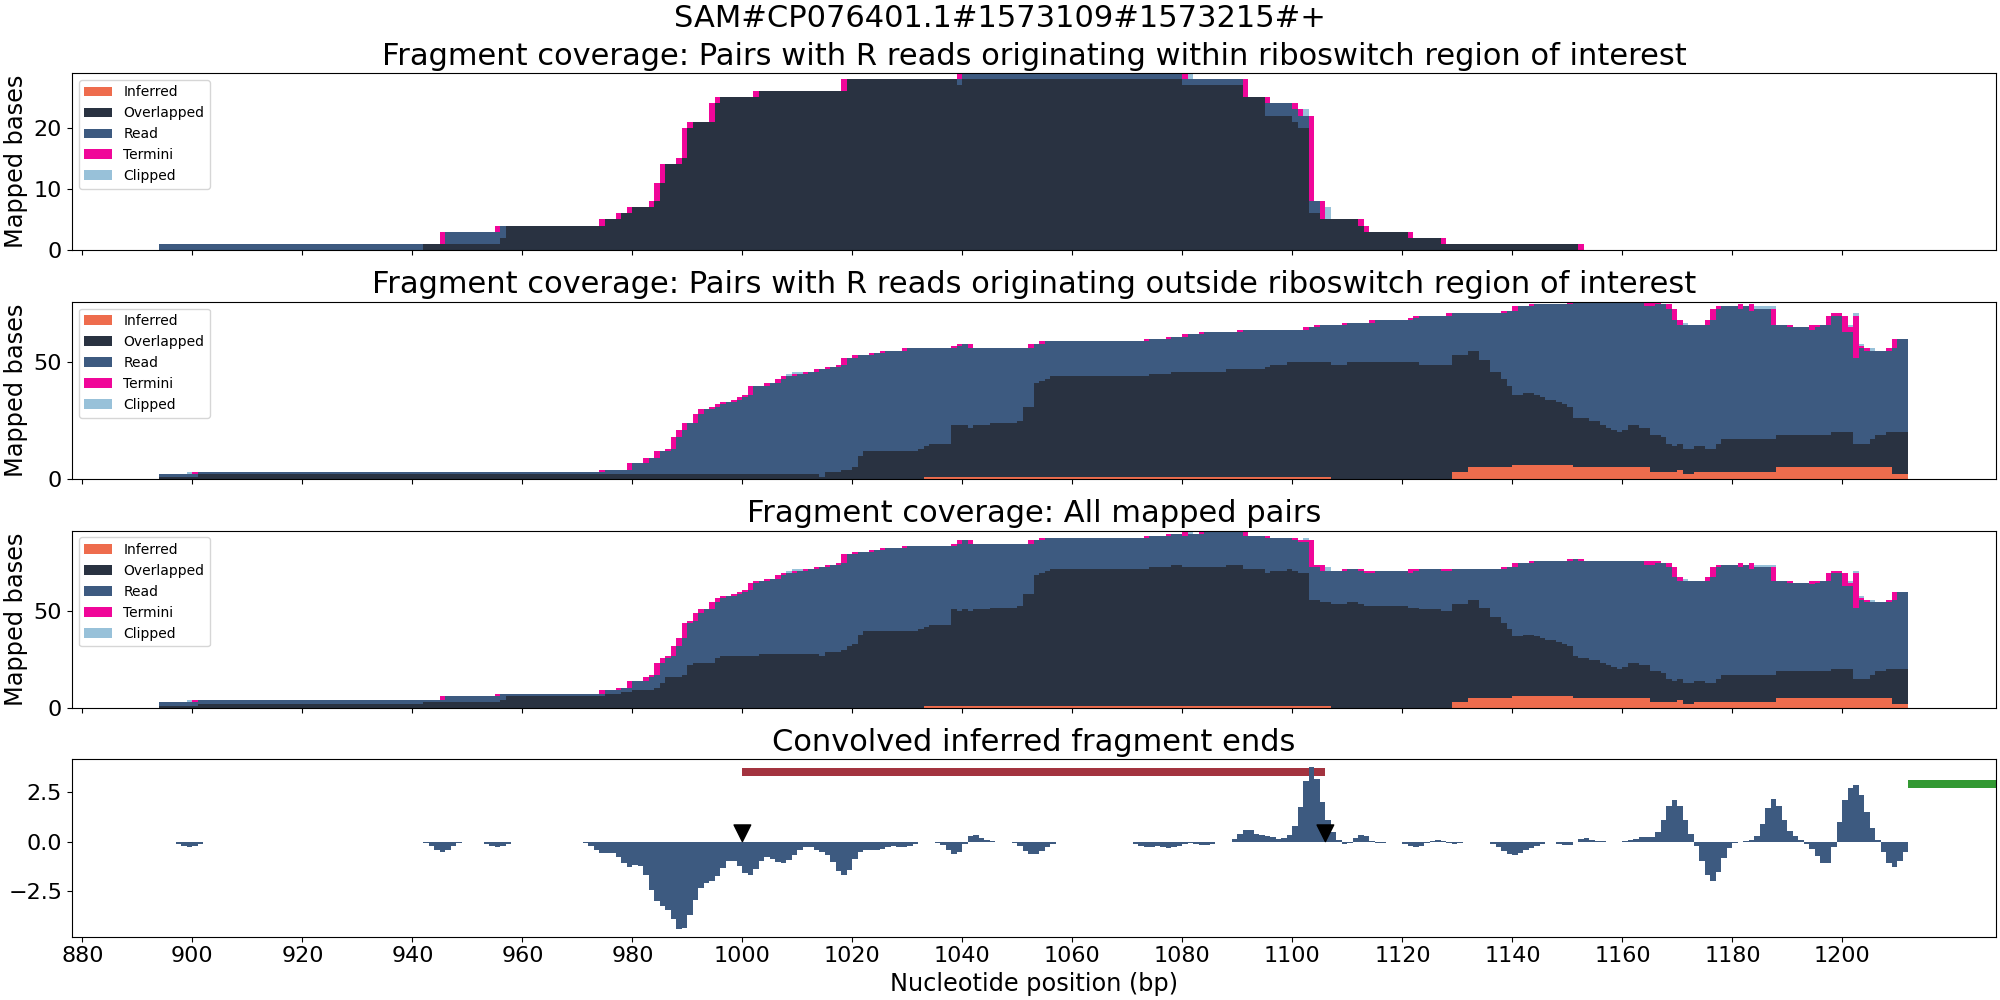 SAM#CP076401.1#1573109#1573215#+
Fragment coverage: Pairs with R reads originating within riboswitch region of interest
Mapped bases
20
10
0
Inferred
Overlapped
Read
Termini
Clipped
Fragment coverage: Pairs with R reads originating outside riboswitch region of interest
Mapped bases
50
0
Inferred
Overlapped
Read
Termini
Clipped
Fragment coverage: All mapped pairs
Mapped bases
50
0
Inferred
Overlapped
Read
Termini
Clipped
Convolved inferred fragment ends
2.5
0.0
−2.5
880 900 920 940 960 980 1000 1020 1040 1060 1080 1100 1120 1140 1160 1180 1200
Nucleotide position (bp)